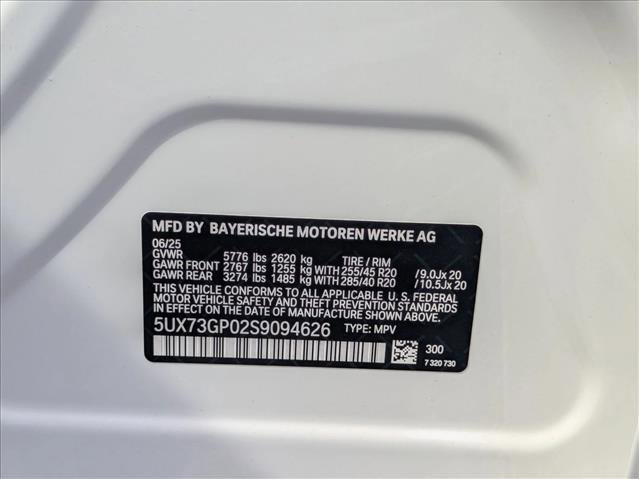 MFD BY BAYERISCHE MOTOREN WERKE AG
06/25
GVWR 5776 lbs 2620 kg TIRE / RIM
GAWR FRONT 2767 lbs 1255 kg WITH 255/45 R20 /9.0Jx 20
GAWR REAR 3274 lbs 1485 kg WITH 285/40 R20 /10.5Jx 20
THIS VEHICLE CONFORMS TO ALL APPLICABLE U. S. FEDERAL
MOTOR VEHICLE SAFETY AND THEFT PREVENTION STANDARDS
IN EFFECT ON THE DATE OF MANUFACTURE SHOWN ABOVE.
5UX73GP02S9094626 TYPE: MPV
300
7 320 730